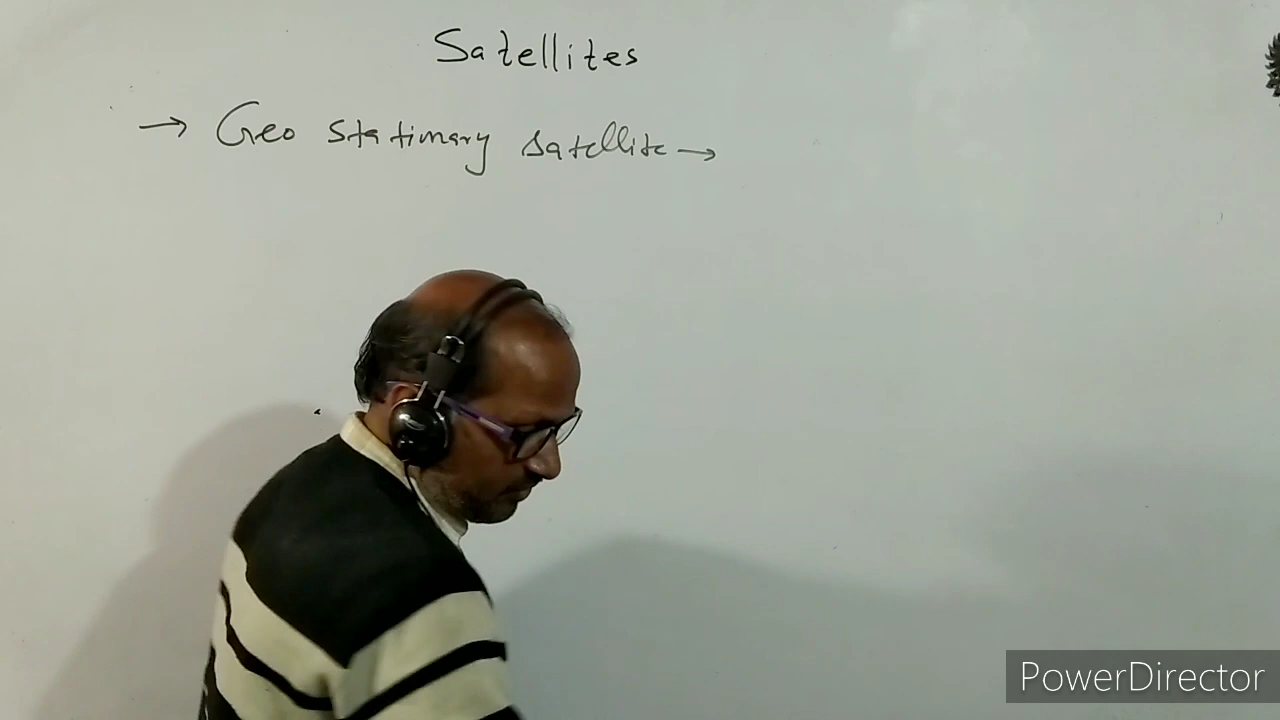 Satellites
→ Geo stationary satellite →
PowerDirector